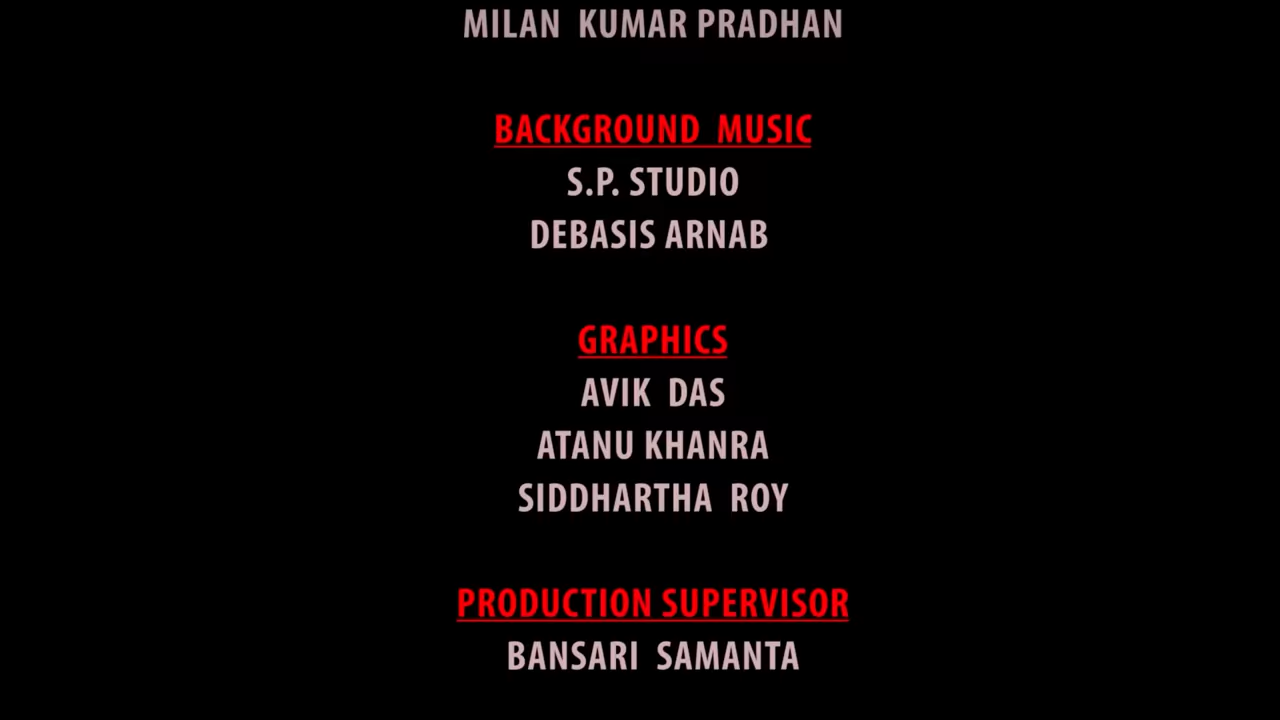 MILAN KUMAR PRADHAN
BACKGROUND MUSIC
S.P. STUDIO
DEBASIS ARNAB
GRAPHICS
AVIK DAS
ATANU KHANRA
SIDDHARTHA ROY
PRODUCTION SUPERVISOR
BANSARI SAMANTA